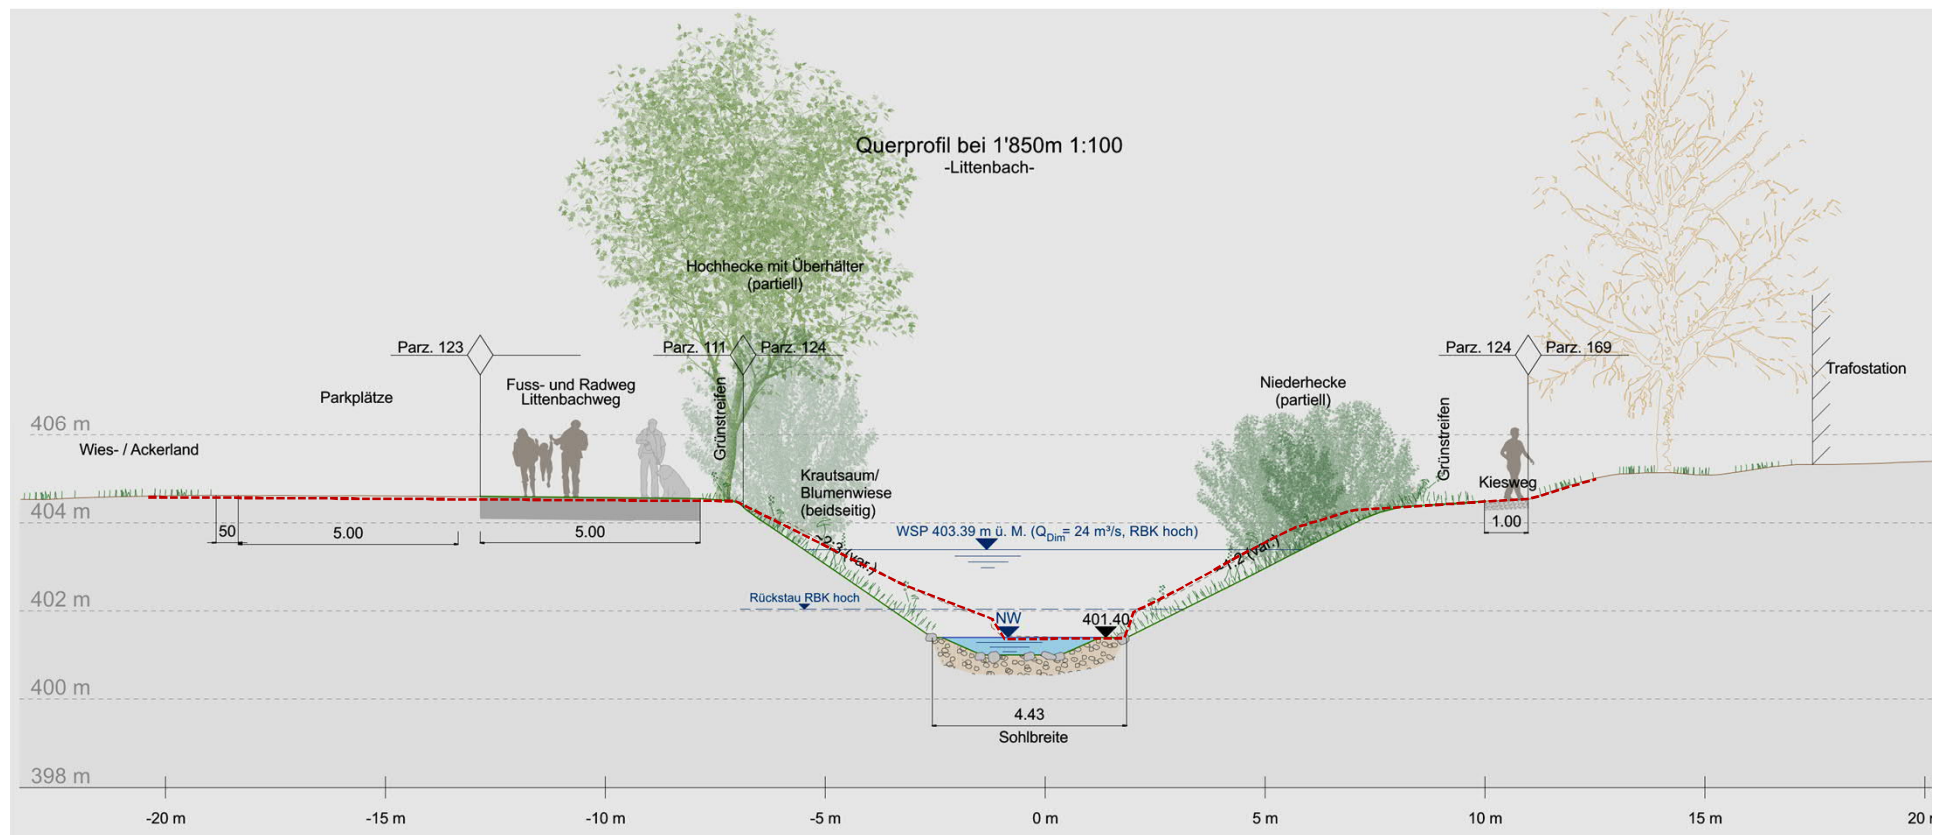 Querprofil bei 1'850m 1:100
-Littenbach-
Hochhecke mit Überhälter
(partiell)
Parz. 123
Parz. 111
Parz. 124
Parz. 124
Parz. 169
Trafostation
Parkplätze
Fuss- und Radweg
Littenbachweg
Grünstreifen
Niederhecke
(partiell)
Grünstreifen
406 m
Wies- / Ackerland
Krautsaum/
Blumenwiese
(beidseitig)
Kiesweg
404 m
50
5.00
5.00
1.00
WSP 403.39 m ü. M. (QDim= 24 m³/s, RBK hoch)
~2:3 (var.)
~1:2 (var.)
402 m
Rückstau RBK hoch
NW
401.40
400 m
4.43
Sohlbreite
398 m
-20 m
-15 m
-10 m
-5 m
0 m
5 m
10 m
15 m
20